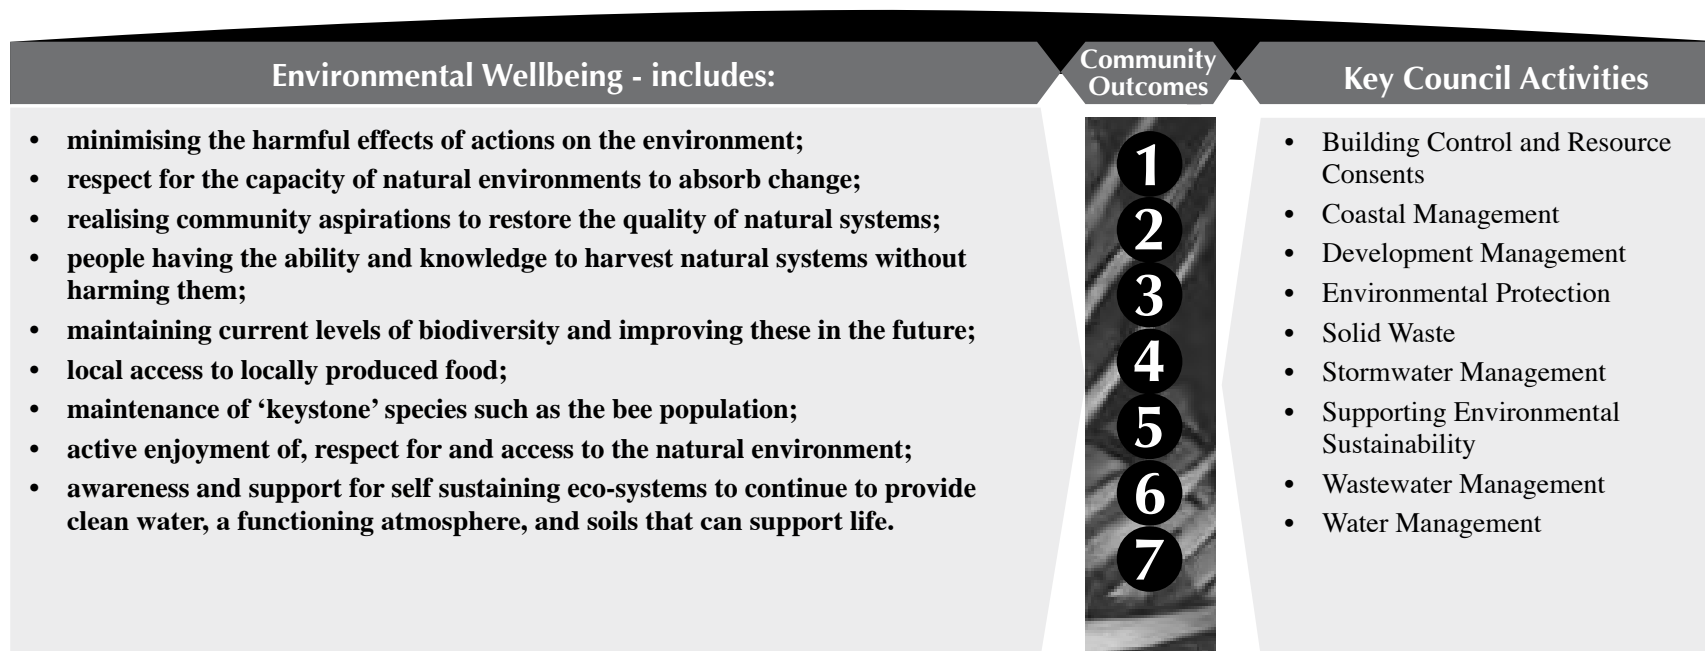 Environmental Wellbeing - includes:
• minimising the harmful effects of actions on the environment;
• respect for the capacity of natural environments to absorb change;
• realising community aspirations to restore the quality of natural systems;
• people having the ability and knowledge to harvest natural systems without
harming them;
• maintaining current levels of biodiversity and improving these in the future;
• local access to locally produced food;
• maintenance of ‘keystone’ species such as the bee population;
• active enjoyment of, respect for and access to the natural environment;
• awareness and support for self sustaining eco-systems to continue to provide
clean water, a functioning atmosphere, and soils that can support life.
Community
Outcomes
1
2
3
4
5
6
7
Key Council Activities
• Building Control and Resource
Consents
• Coastal Management
• Development Management
• Environmental Protection
• Solid Waste
• Stormwater Management
• Supporting Environmental
Sustainability
• Wastewater Management
• Water Management